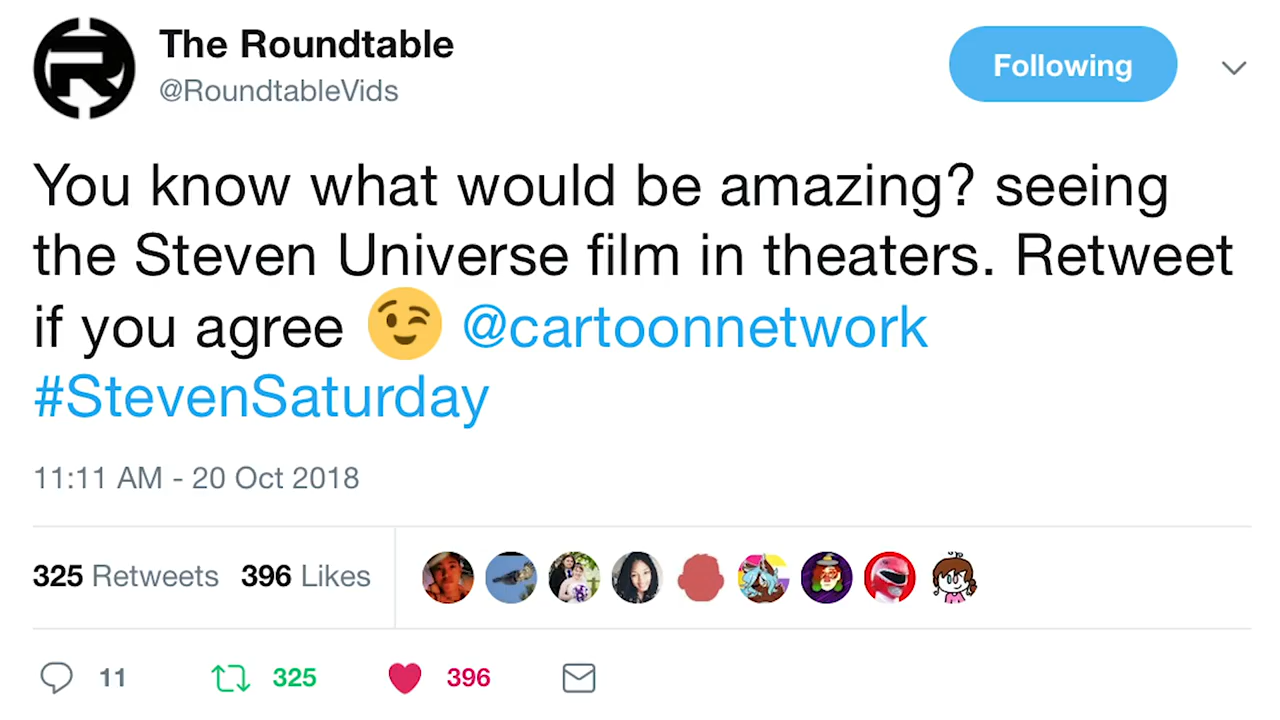 The Roundtable
@RoundtableVids
Following
You know what would be amazing? seeing
the Steven Universe film in theaters. Retweet
if you agree 😉 @cartoonnetwork
#StevenSaturday
11:11 AM - 20 Oct 2018
325 Retweets 396 Likes
11 325 396